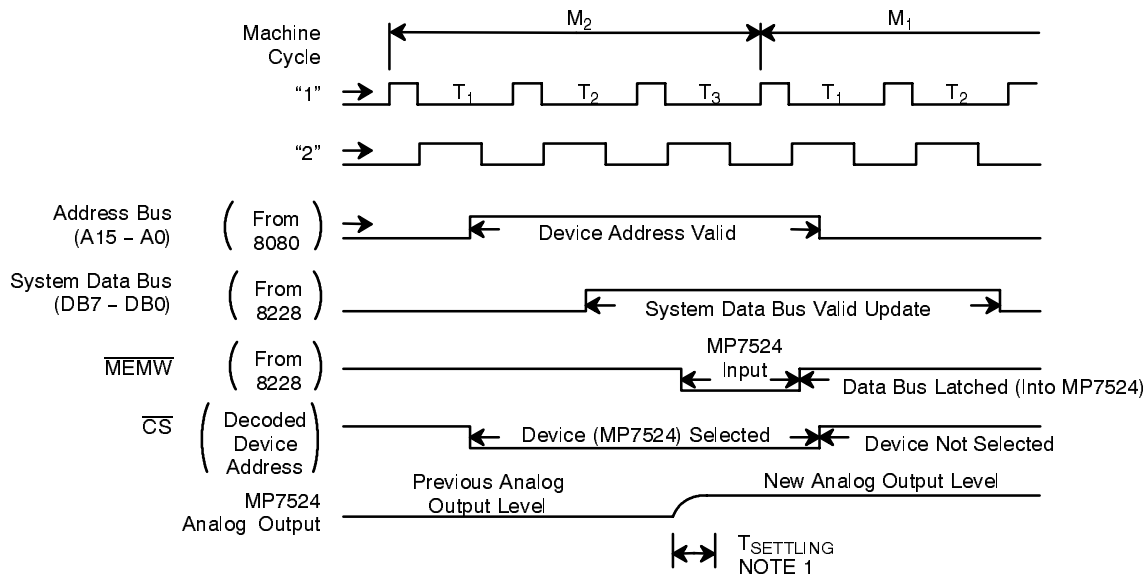 Machine
Cycle
M2
M1
“1”
T1
T2
T3
T1
T2
“2”
Address Bus
(A15 – A0)
( From
8080 )
Device Address Valid
System Data Bus
(DB7 – DB0)
( From
8228 )
System Data Bus Valid Update
MEMW
( From
8228 )
MP7524
Input
Data Bus Latched (Into MP7524)
CS
( Decoded
Device
Address )
Device (MP7524) Selected
Device Not Selected
MP7524
Analog Output
Previous Analog
Output Level
New Analog Output Level
TSETTLING
NOTE 1